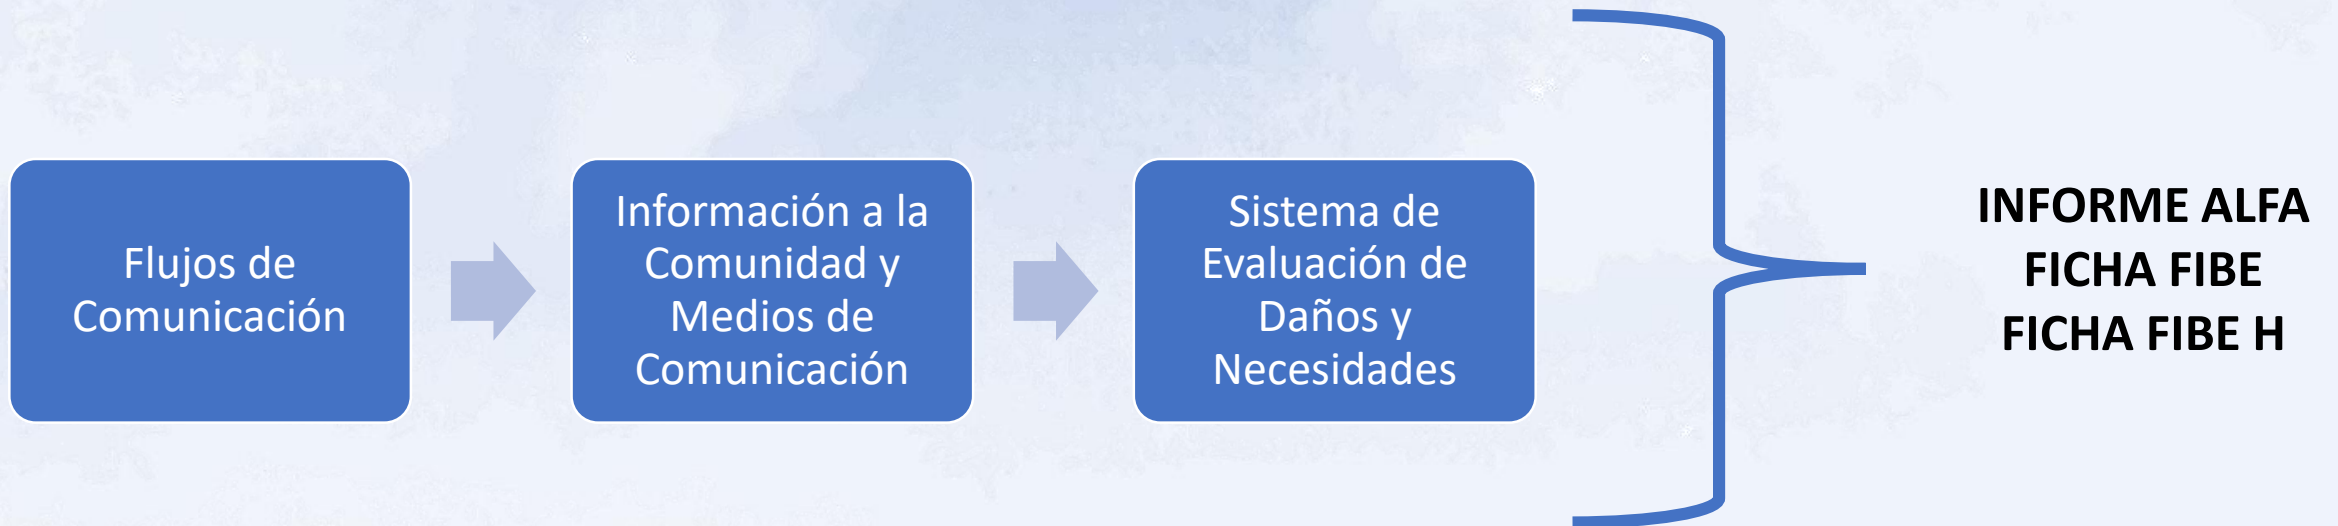 Flujos de
Comunicación
Información a la
Comunidad y
Medios de
Comunicación
Sistema de
Evaluación de
Daños y
Necesidades
INFORME ALFA
FICHA FIBE
FICHA FIBE H